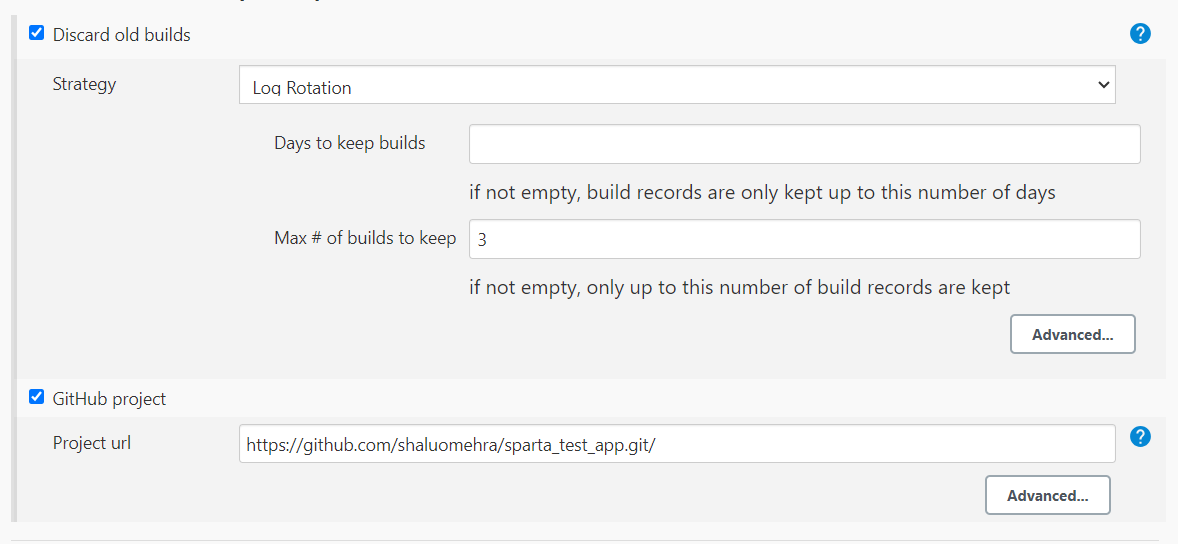 Discard old builds
?
Strategy
Log Rotation
Days to keep builds
if not empty, build records are only kept up to this number of days
Max # of builds to keep
3
if not empty, only up to this number of build records are kept
Advanced...
GitHub project
Project url
https://github.com/shaluomehra/sparta_test_app.git/
?
Advanced...